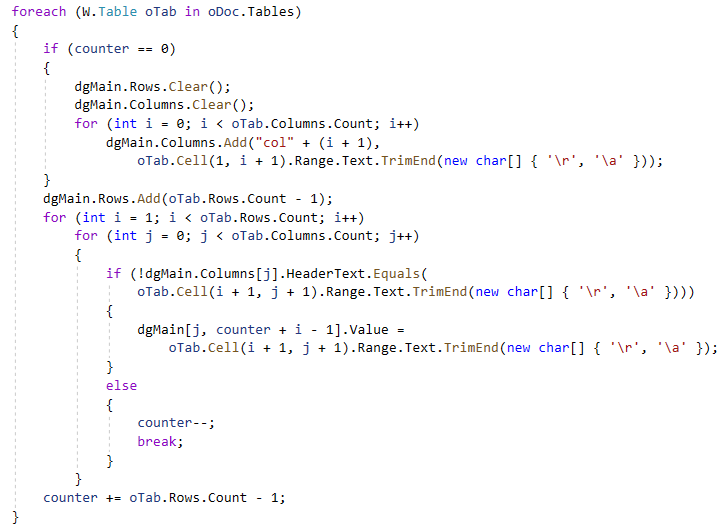 foreach (W.Table oTab in oDoc.Tables)
{
    if (counter == 0)
    {
        dgMain.Rows.Clear();
        dgMain.Columns.Clear();
        for (int i = 0; i < oTab.Columns.Count; i++)
            dgMain.Columns.Add("col" + (i + 1),
                oTab.Cell(1, i + 1).Range.Text.TrimEnd(new char[] { '\r', '\a' }));
    }
    dgMain.Rows.Add(oTab.Rows.Count - 1);
    for (int i = 1; i < oTab.Rows.Count; i++)
        for (int j = 0; j < oTab.Columns.Count; j++)
        {
            if (!dgMain.Columns[j].HeaderText.Equals(
                oTab.Cell(i + 1, j + 1).Range.Text.TrimEnd(new char[] { '\r', '\a' })))
            {
                dgMain[j, counter + i - 1].Value =
                    oTab.Cell(i + 1, j + 1).Range.Text.TrimEnd(new char[] { '\r', '\a' });
            }
            else
            {
                counter--;
                break;
            }
        }
    counter += oTab.Rows.Count - 1;
}